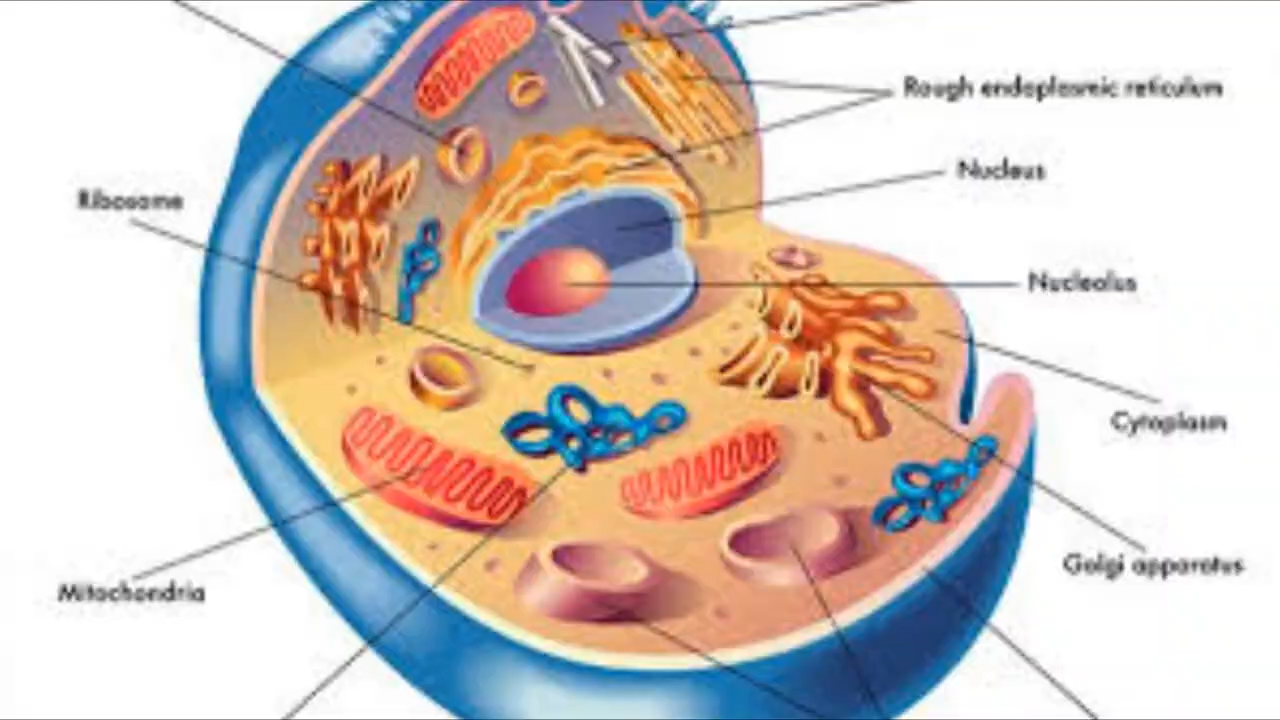 Rough endoplasmic reticulum
Nucleus
Ribosome
Nucleolus
Cytoplasm
Golgi apparatus
Mitochondria